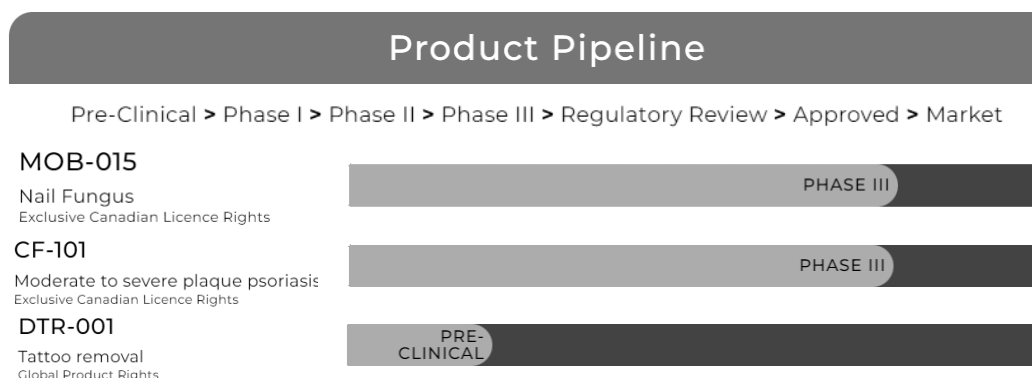 Product Pipeline
Pre-Clinical > Phase I > Phase II > Phase III > Regulatory Review > Approved > Market
MOB-015
Nail Fungus
Exclusive Canadian Licence Rights
PHASE III
CF-101
Moderate to severe plaque psoriasis
Exclusive Canadian Licence Rights
PHASE III
DTR-001
Tattoo removal
Global Product Rights
PRE-
CLINICAL